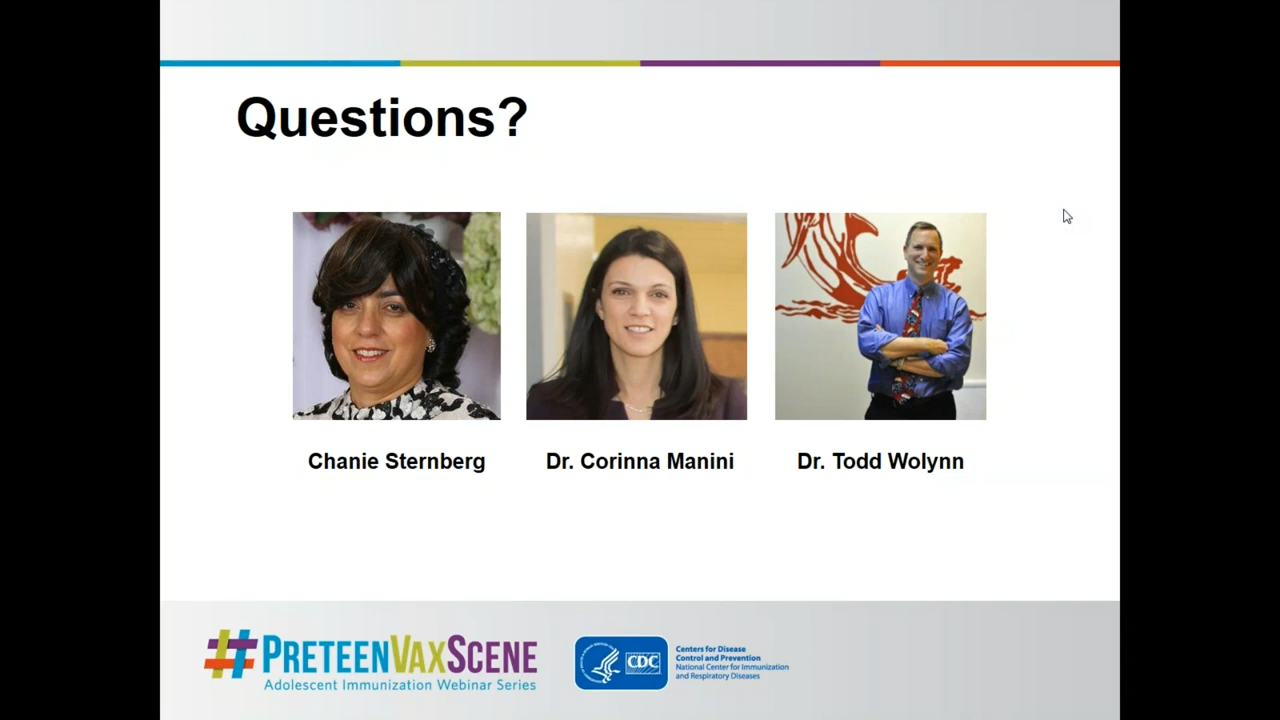 Questions?
Chanie Sternberg
Dr. Corinna Manini
Dr. Todd Wolynn
#PRETEENVAXSCENE
Adolescent Immunization Webinar Series
CDC
Centers for Disease
Control and Prevention
National Center for Immunization
and Respiratory Diseases